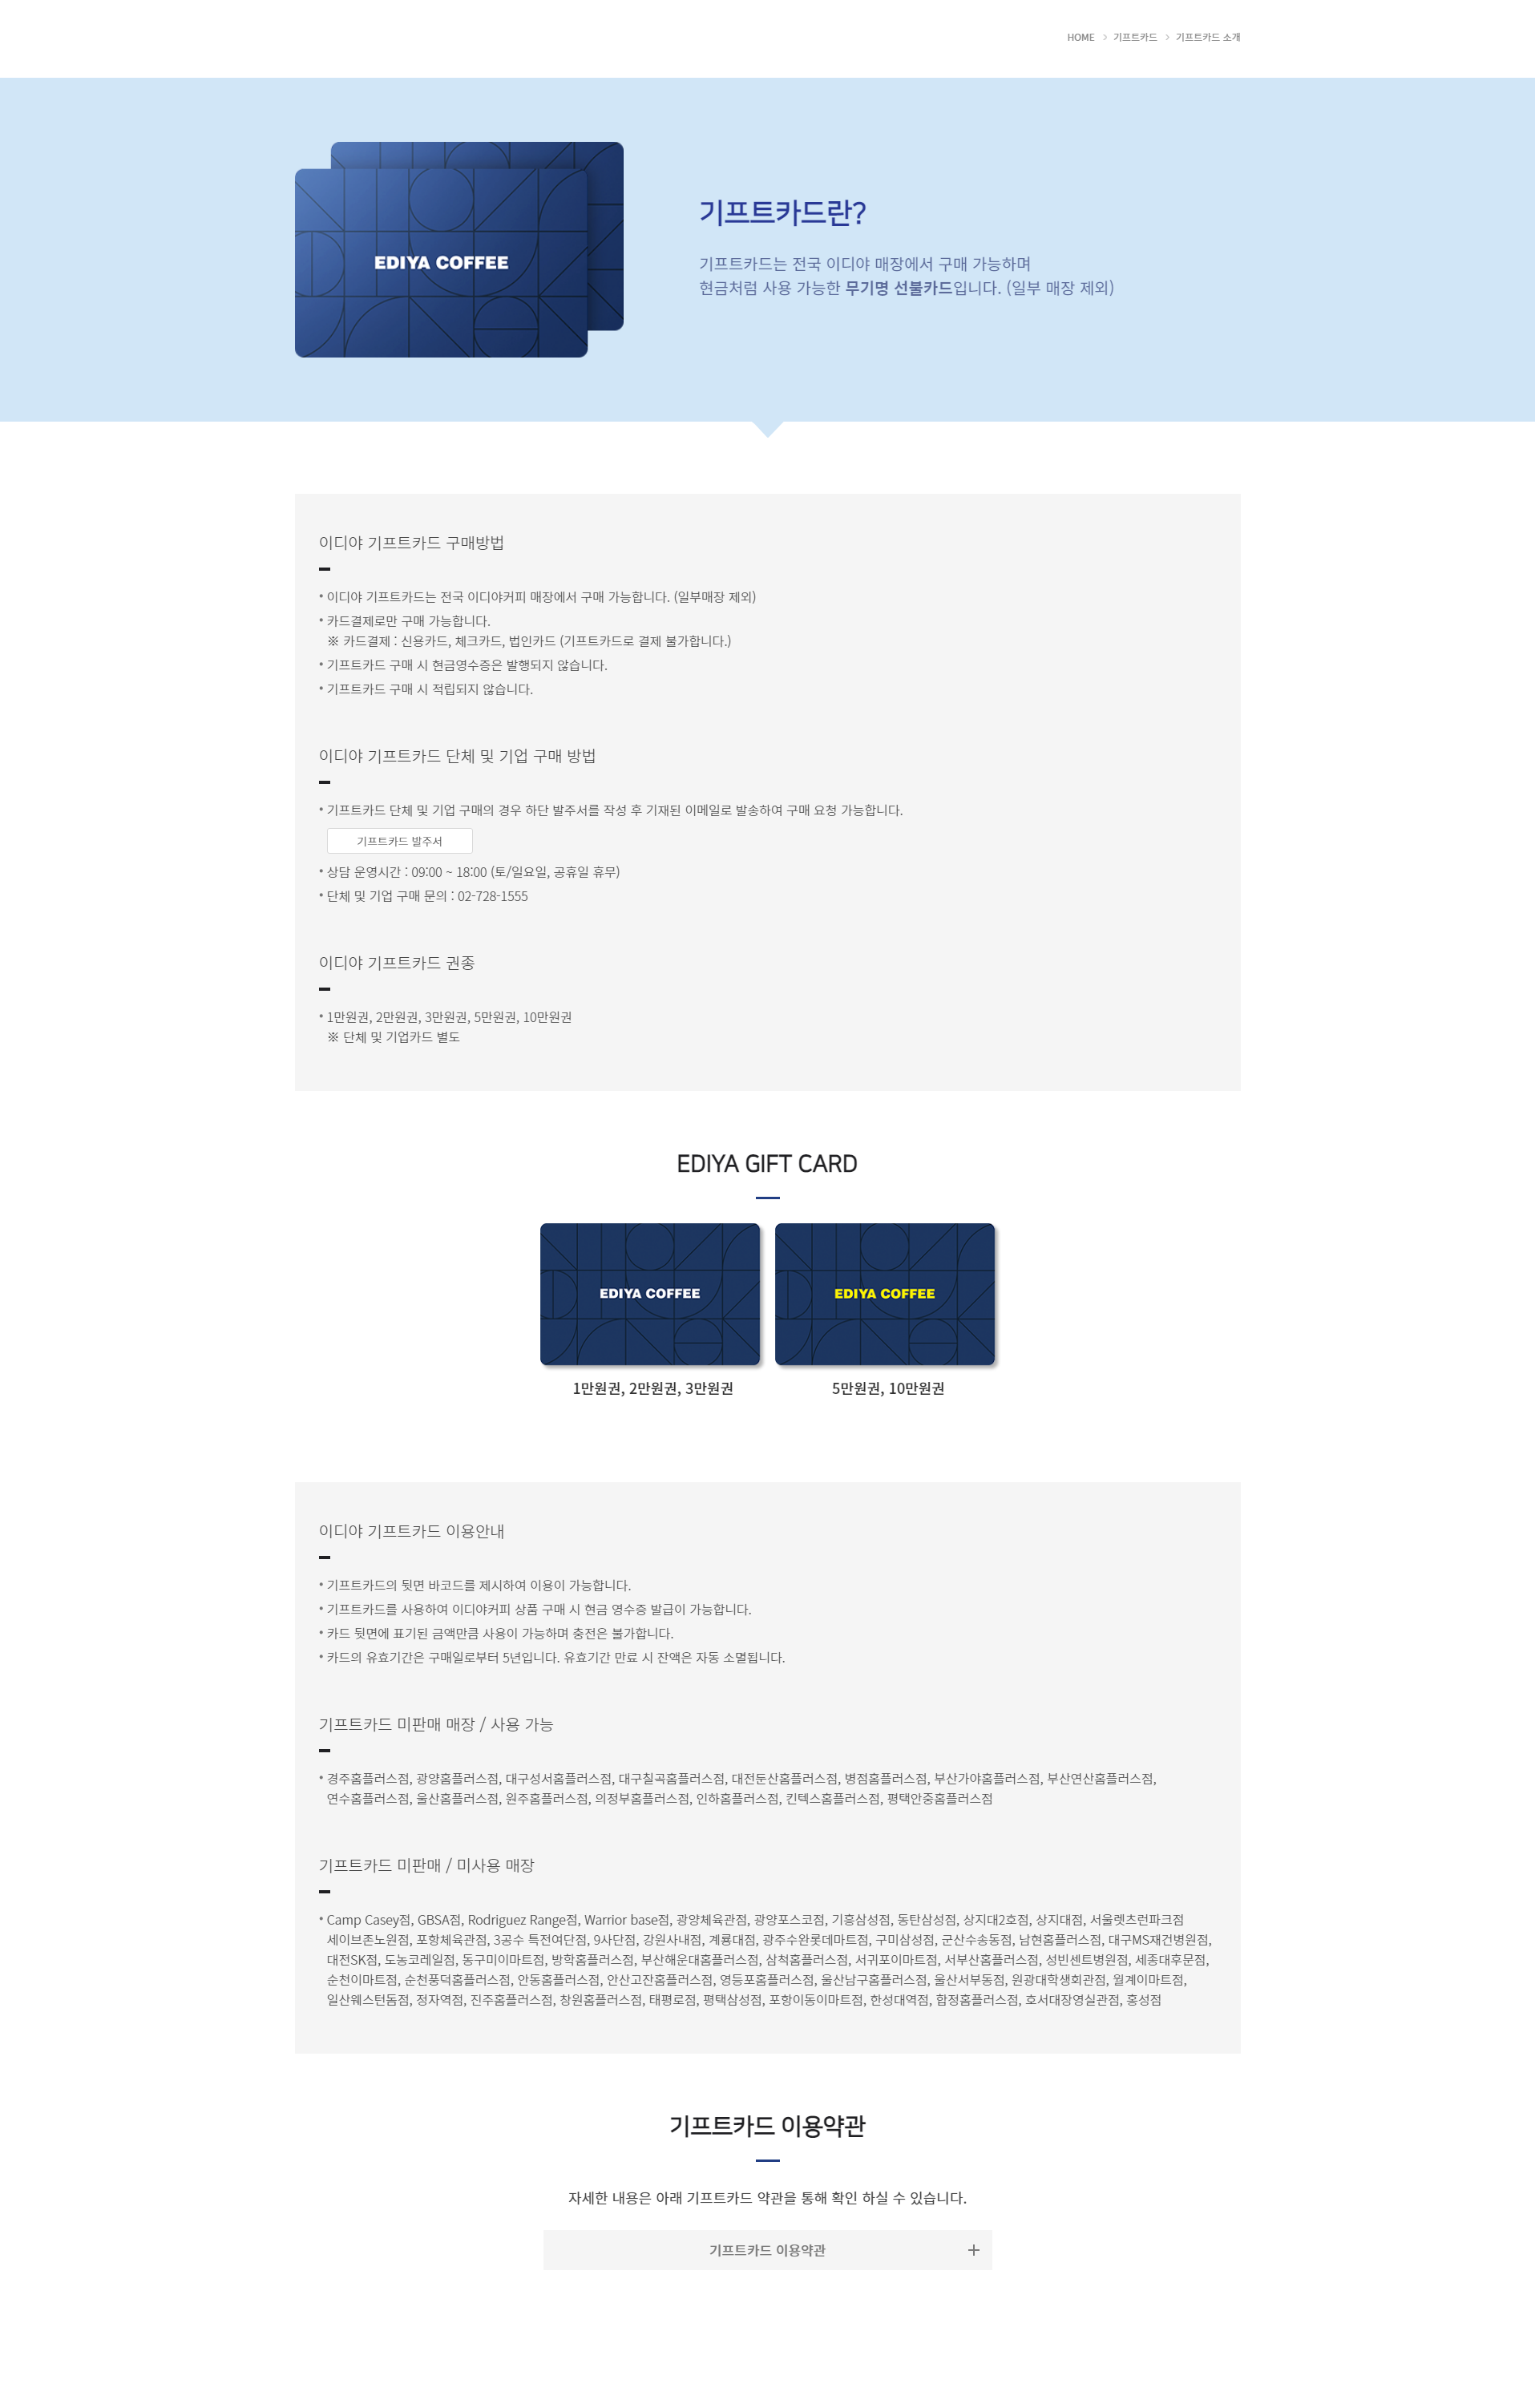 HOME > 기프트카드 > 기프트카드 소개
EDIYA COFFEE
기프트카드란?
기프트카드는 전국 이디야 매장에서 구매 가능하며
현금처럼 사용 가능한 무기명 선불카드입니다. (일부 매장 제외)
이디야 기프트카드 구매방법
* 이디야 기프트카드는 전국 이디야커피 매장에서 구매 가능합니다. (일부매장 제외)
* 카드결제로만 구매 가능합니다.
※ 카드결제 : 신용카드, 체크카드, 법인카드 (기프트카드로 결제 불가합니다.)
* 기프트카드 구매 시 현금영수증은 발행되지 않습니다.
* 기프트카드 구매 시 적립되지 않습니다.
이디야 기프트카드 단체 및 기업 구매 방법
* 기프트카드 단체 및 기업 구매의 경우 하단 발주서를 작성 후 기재된 이메일로 발송하여 구매 요청 가능합니다.
기프트카드 발주서
* 상담 운영시간 : 09:00 ~ 18:00 (토/일요일, 공휴일 휴무)
* 단체 및 기업 구매 문의 : 02-728-1555
이디야 기프트카드 권종
* 1만원권, 2만원권, 3만원권, 5만원권, 10만원권
※ 단체 및 기업카드 별도
EDIYA GIFT CARD
EDIYA COFFEE
EDIYA COFFEE
1만원권, 2만원권, 3만원권
5만원권, 10만원권
이디야 기프트카드 이용안내
* 기프트카드의 뒷면 바코드를 제시하여 이용이 가능합니다.
* 기프트카드를 사용하여 이디야커피 상품 구매 시 현금 영수증 발급이 가능합니다.
* 카드 뒷면에 표기된 금액만큼 사용이 가능하며 충전은 불가합니다.
* 카드의 유효기간은 구매일로부터 5년입니다. 유효기간 만료 시 잔액은 자동 소멸됩니다.
기프트카드 미판매 매장 / 사용 가능
* 경주홈플러스점, 광양홈플러스점, 대구성서홈플러스점, 대구칠곡홈플러스점, 대전둔산홈플러스점, 병점홈플러스점, 부산가야홈플러스점, 부산연산홈플러스점,
연수홈플러스점, 울산홈플러스점, 원주홈플러스점, 의정부홈플러스점, 인하홈플러스점, 킨텍스홈플러스점, 평택안중홈플러스점
기프트카드 미판매 / 미사용 매장
* Camp Casey점, GBSA점, Rodriguez Range점, Warrior base점, 광양체육관점, 광양포스코점, 기흥삼성점, 동탄삼성점, 상지대2호점, 상지대점, 서울렛츠런파크점
세이브존노원점, 포항체육관점, 3공수 특전여단점, 9사단점, 강원사내점, 계룡대점, 광주수완롯데마트점, 구미삼성점, 군산수송동점, 남현홈플러스점, 대구MS재건병원점,
대전SK점, 도농코레일점, 동구미이마트점, 방학홈플러스점, 부산해운대홈플러스점, 삼척홈플러스점, 서귀포이마트점, 서부산홈플러스점, 성빈센트병원점, 세종대후문점,
순천이마트점, 순천풍덕홈플러스점, 안동홈플러스점, 안산고잔홈플러스점, 영등포홈플러스점, 울산남구홈플러스점, 울산서부동점, 원광대학생회관점, 월계이마트점,
일산웨스턴돔점, 정자역점, 진주홈플러스점, 창원홈플러스점, 태평로점, 평택삼성점, 포항이동이마트점, 한성대역점, 합정홈플러스점, 호서대장영실관점, 홍성점
기프트카드 이용약관
자세한 내용은 아래 기프트카드 약관을 통해 확인 하실 수 있습니다.
기프트카드 이용약관 +